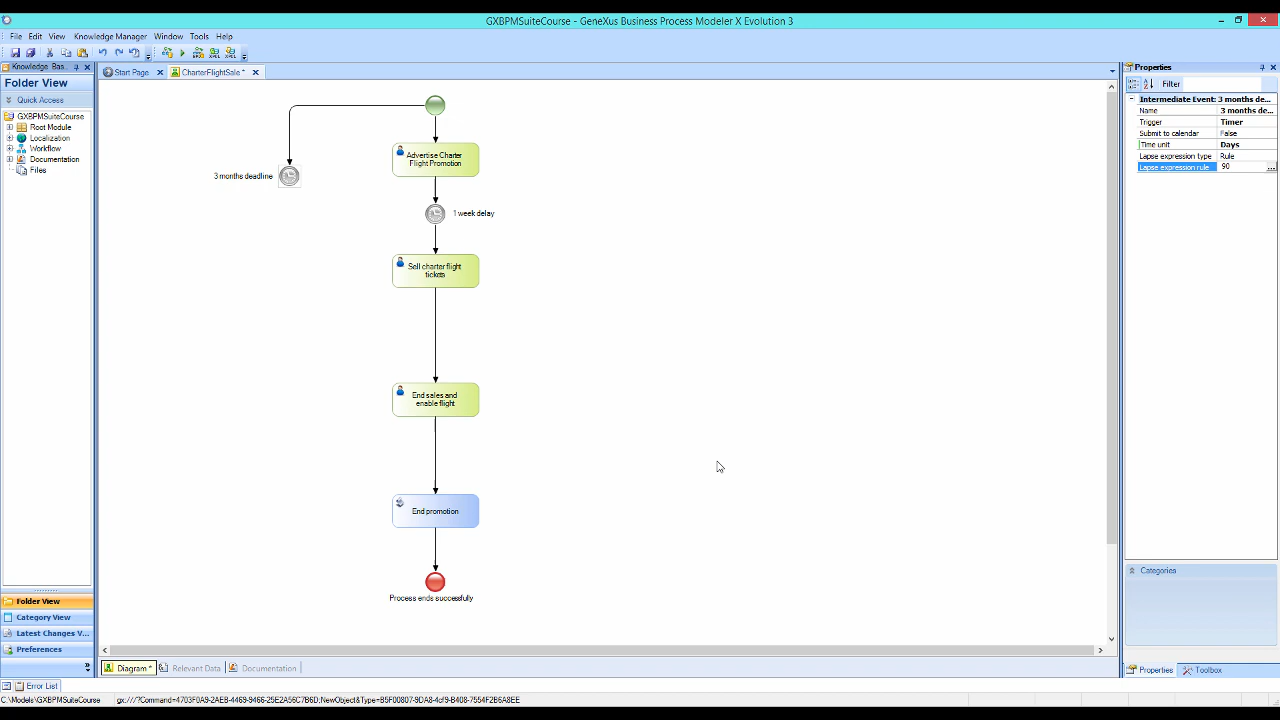 GXBPMSuiteCourse - GeneXus Business Process Modeler X Evolution 3
File Edit View Knowledge Manager Window Tools Help
Knowledge Bas...
Start Page
CharterFlightSale *
Properties
Folder View
Quick Access
GXBPMSuiteCourse
Root Module
Localization
Workflow
Documentation
Files
Advertise Charter
Flight Promotion
3 months deadline
1 week delay
Sell charter flight
tickets
End sales and
enable flight
End promotion
Process ends successfully
Filter
Intermediate Event: 3 months de...
Name 3 months de...
Trigger Timer
Submit to calendar False
Time unit Days
Lapse expression type Rule
Lapse expression rule 90 ...
Categories
Folder View
Category View
Latest Changes V...
Preferences
Diagram * Relevant Data Documentation
Properties Toolbox
Error List
C:\Models\GXBPMSuiteCourse gx:///?Command=4703F0A9-2AEB-4469-9466-25E2A56C7B6D;NewObject&Type=B5F00807-9DA8-4cf9-B408-7554F2B6A8EE